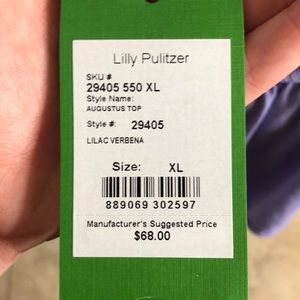 Lilly Pulitzer
SKU #
29405 550 XL
Style Name:
AUGUSTUS TOP
Style #: 29405
LILAC VERBENA
Size: XL
889069 302597
Manufacturer's Suggested Price
$68.00